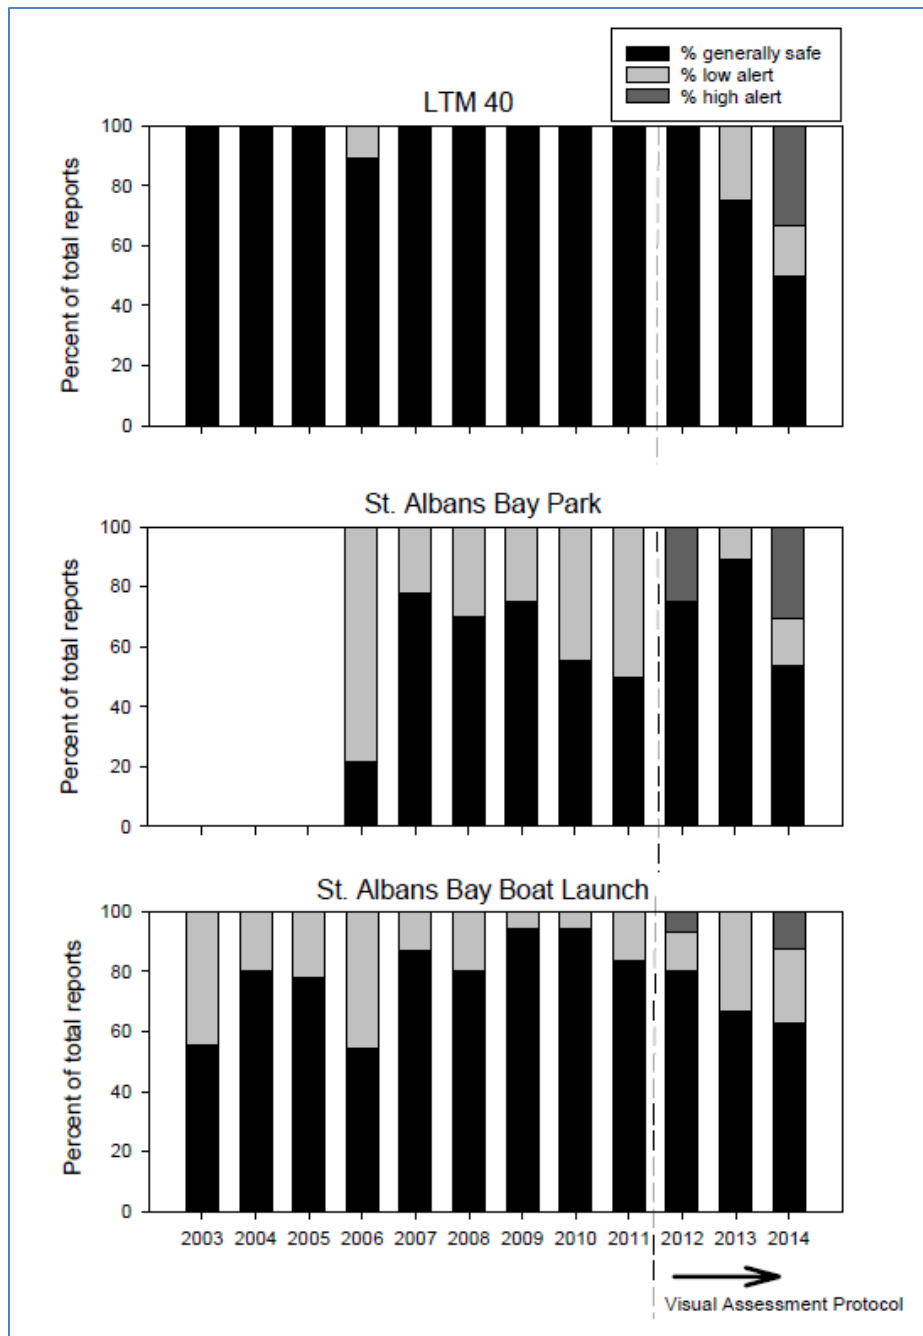 % generally safe
% low alert
% high alert
LTM 40
100
80
60
40
20
0
Percent of total reports
St. Albans Bay Park
100
80
60
40
20
0
Percent of total reports
St. Albans Bay Boat Launch
100
80
60
40
20
0
Percent of total reports
2003 2004 2005 2006 2007 2008 2009 2010 2011 2012 2013 2014
Visual Assessment Protocol